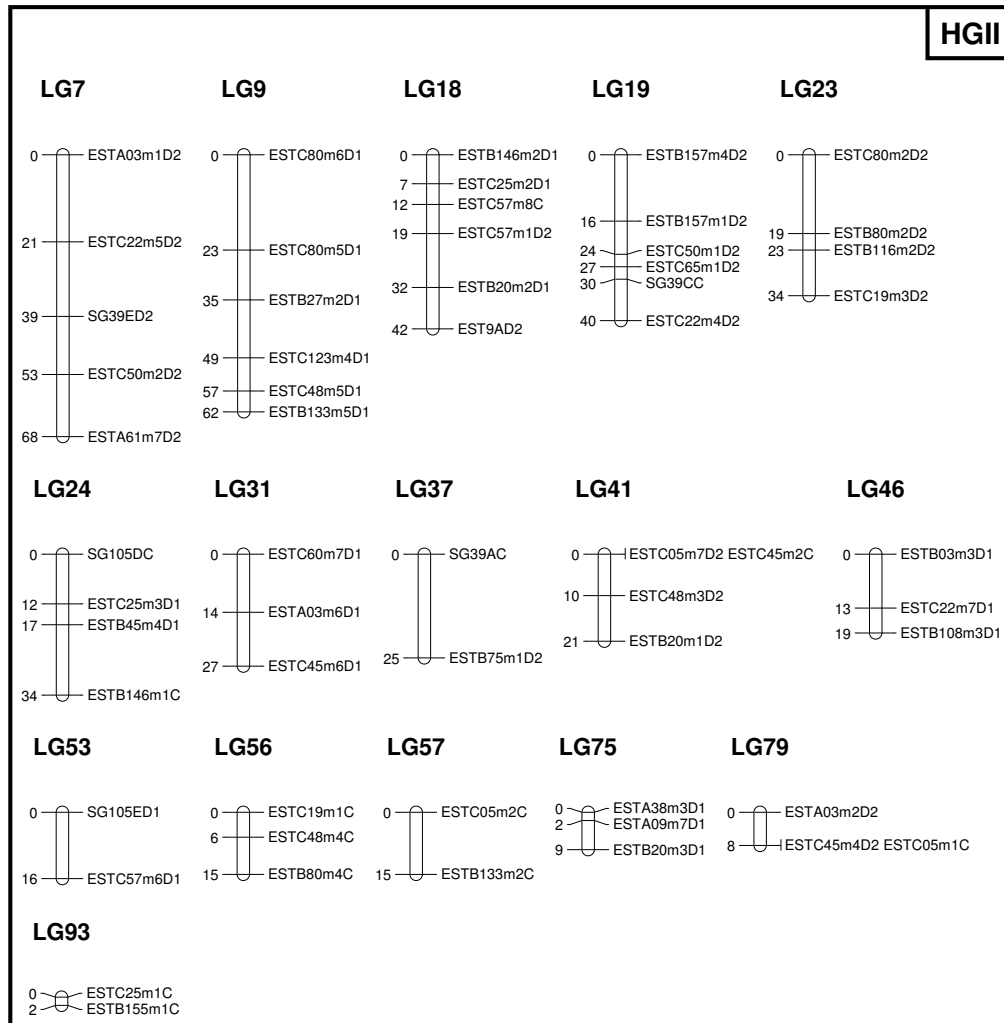 HGII
LG7 LG9 LG18 LG19 LG23
0 ESTA03m1D2
21 ESTC22m5D2
39 SG39ED2
53 ESTC50m2D2
68 ESTA61m7D2
0 ESTC80m6D1
23 ESTC80m5D1
35 ESTB27m2D1
49 ESTC123m4D1
57 ESTC48m5D1
62 ESTB133m5D1
0 ESTB146m2D1
7 ESTC25m2D1
12 ESTC57m8C
19 ESTC57m1D2
32 ESTB20m2D1
42 EST9AD2
0 ESTB157m4D2
16 ESTB157m1D2
24 ESTC50m1D2
27 ESTC65m1D2
30 SG39CC
40 ESTC22m4D2
0 ESTC80m2D2
19 ESTB80m2D2
23 ESTB116m2D2
34 ESTC19m3D2
LG24 LG31 LG37 LG41 LG46
0 SG105DC
12 ESTC25m3D1
17 ESTB45m4D1
34 ESTB146m1C
0 ESTC60m7D1
14 ESTA03m6D1
27 ESTC45m6D1
0 SG39AC
25 ESTB75m1D2
0 ESTC05m7D2 ESTC45m2C
10 ESTC48m3D2
21 ESTB20m1D2
0 ESTB03m3D1
13 ESTC22m7D1
19 ESTB108m3D1
LG53 LG56 LG57 LG75 LG79
0 SG105ED1
16 ESTC57m6D1
0 ESTC19m1C
6 ESTC48m4C
15 ESTB80m4C
0 ESTC05m2C
15 ESTB133m2C
0 ESTA38m3D1
2 ESTA09m7D1
9 ESTB20m3D1
0 ESTA03m2D2
8 ESTC45m4D2 ESTC05m1C
LG93
0 ESTC25m1C
2 ESTB155m1C